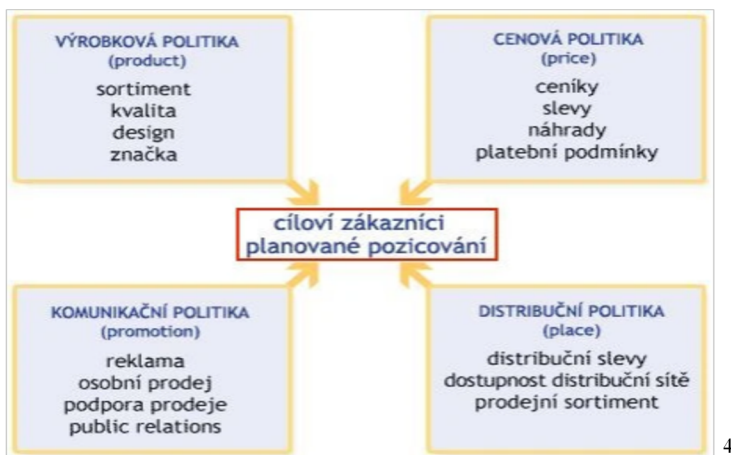 VÝROBKOVÁ POLITIKA
(product)
sortiment
kvalita
design
značka
CENOVÁ POLITIKA
(price)
ceníky
slevy
náhrady
platební podmínky
cíloví zákazníci
planované pozicování
KOMUNIKAČNÍ POLITIKA
(promotion)
reklama
osobní prodej
podpora prodeje
public relations
DISTRIBUČNÍ POLITIKA
(place)
distribuční slevy
dostupnost distribuční sítě
prodejní sortiment
4